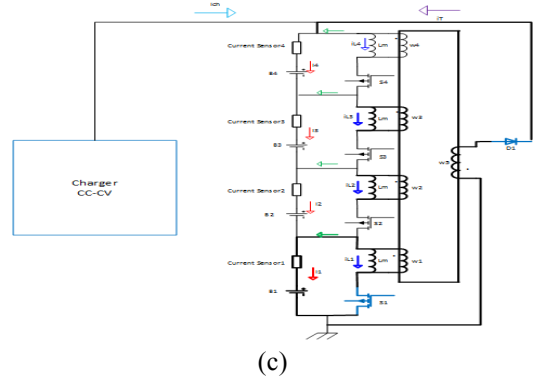 ich
iT
Current Sensor4
iL4
Lm
w4
i4
B4
S4
Current Sensor3
iL3
Lm
w3
i3
B3
S3
w5
D1
Charger
CC-CV
Current Sensor2
iL2
Lm
w2
i2
B2
S2
Current Sensor1
iL1
Lm
w1
i1
B1
S1
(c)